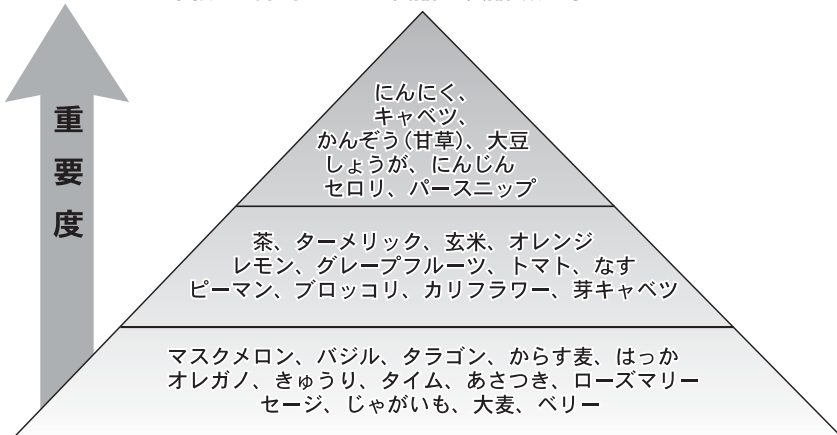 重要度
にんにく、
キャベツ、
かんぞう(甘草)、大豆
しょうが、にんじん
セロリ、パースニップ
茶、ターメリック、玄米、オレンジ
レモン、グレープフルーツ、トマト、なす
ピーマン、ブロッコリ、カリフラワー、芽キャベツ
マスクメロン、バジル、タラゴン、からす麦、はっか
オレガノ、きゅうり、タイム、あさつき、ローズマリー
セージ、じゃがいも、大麦、ベリー